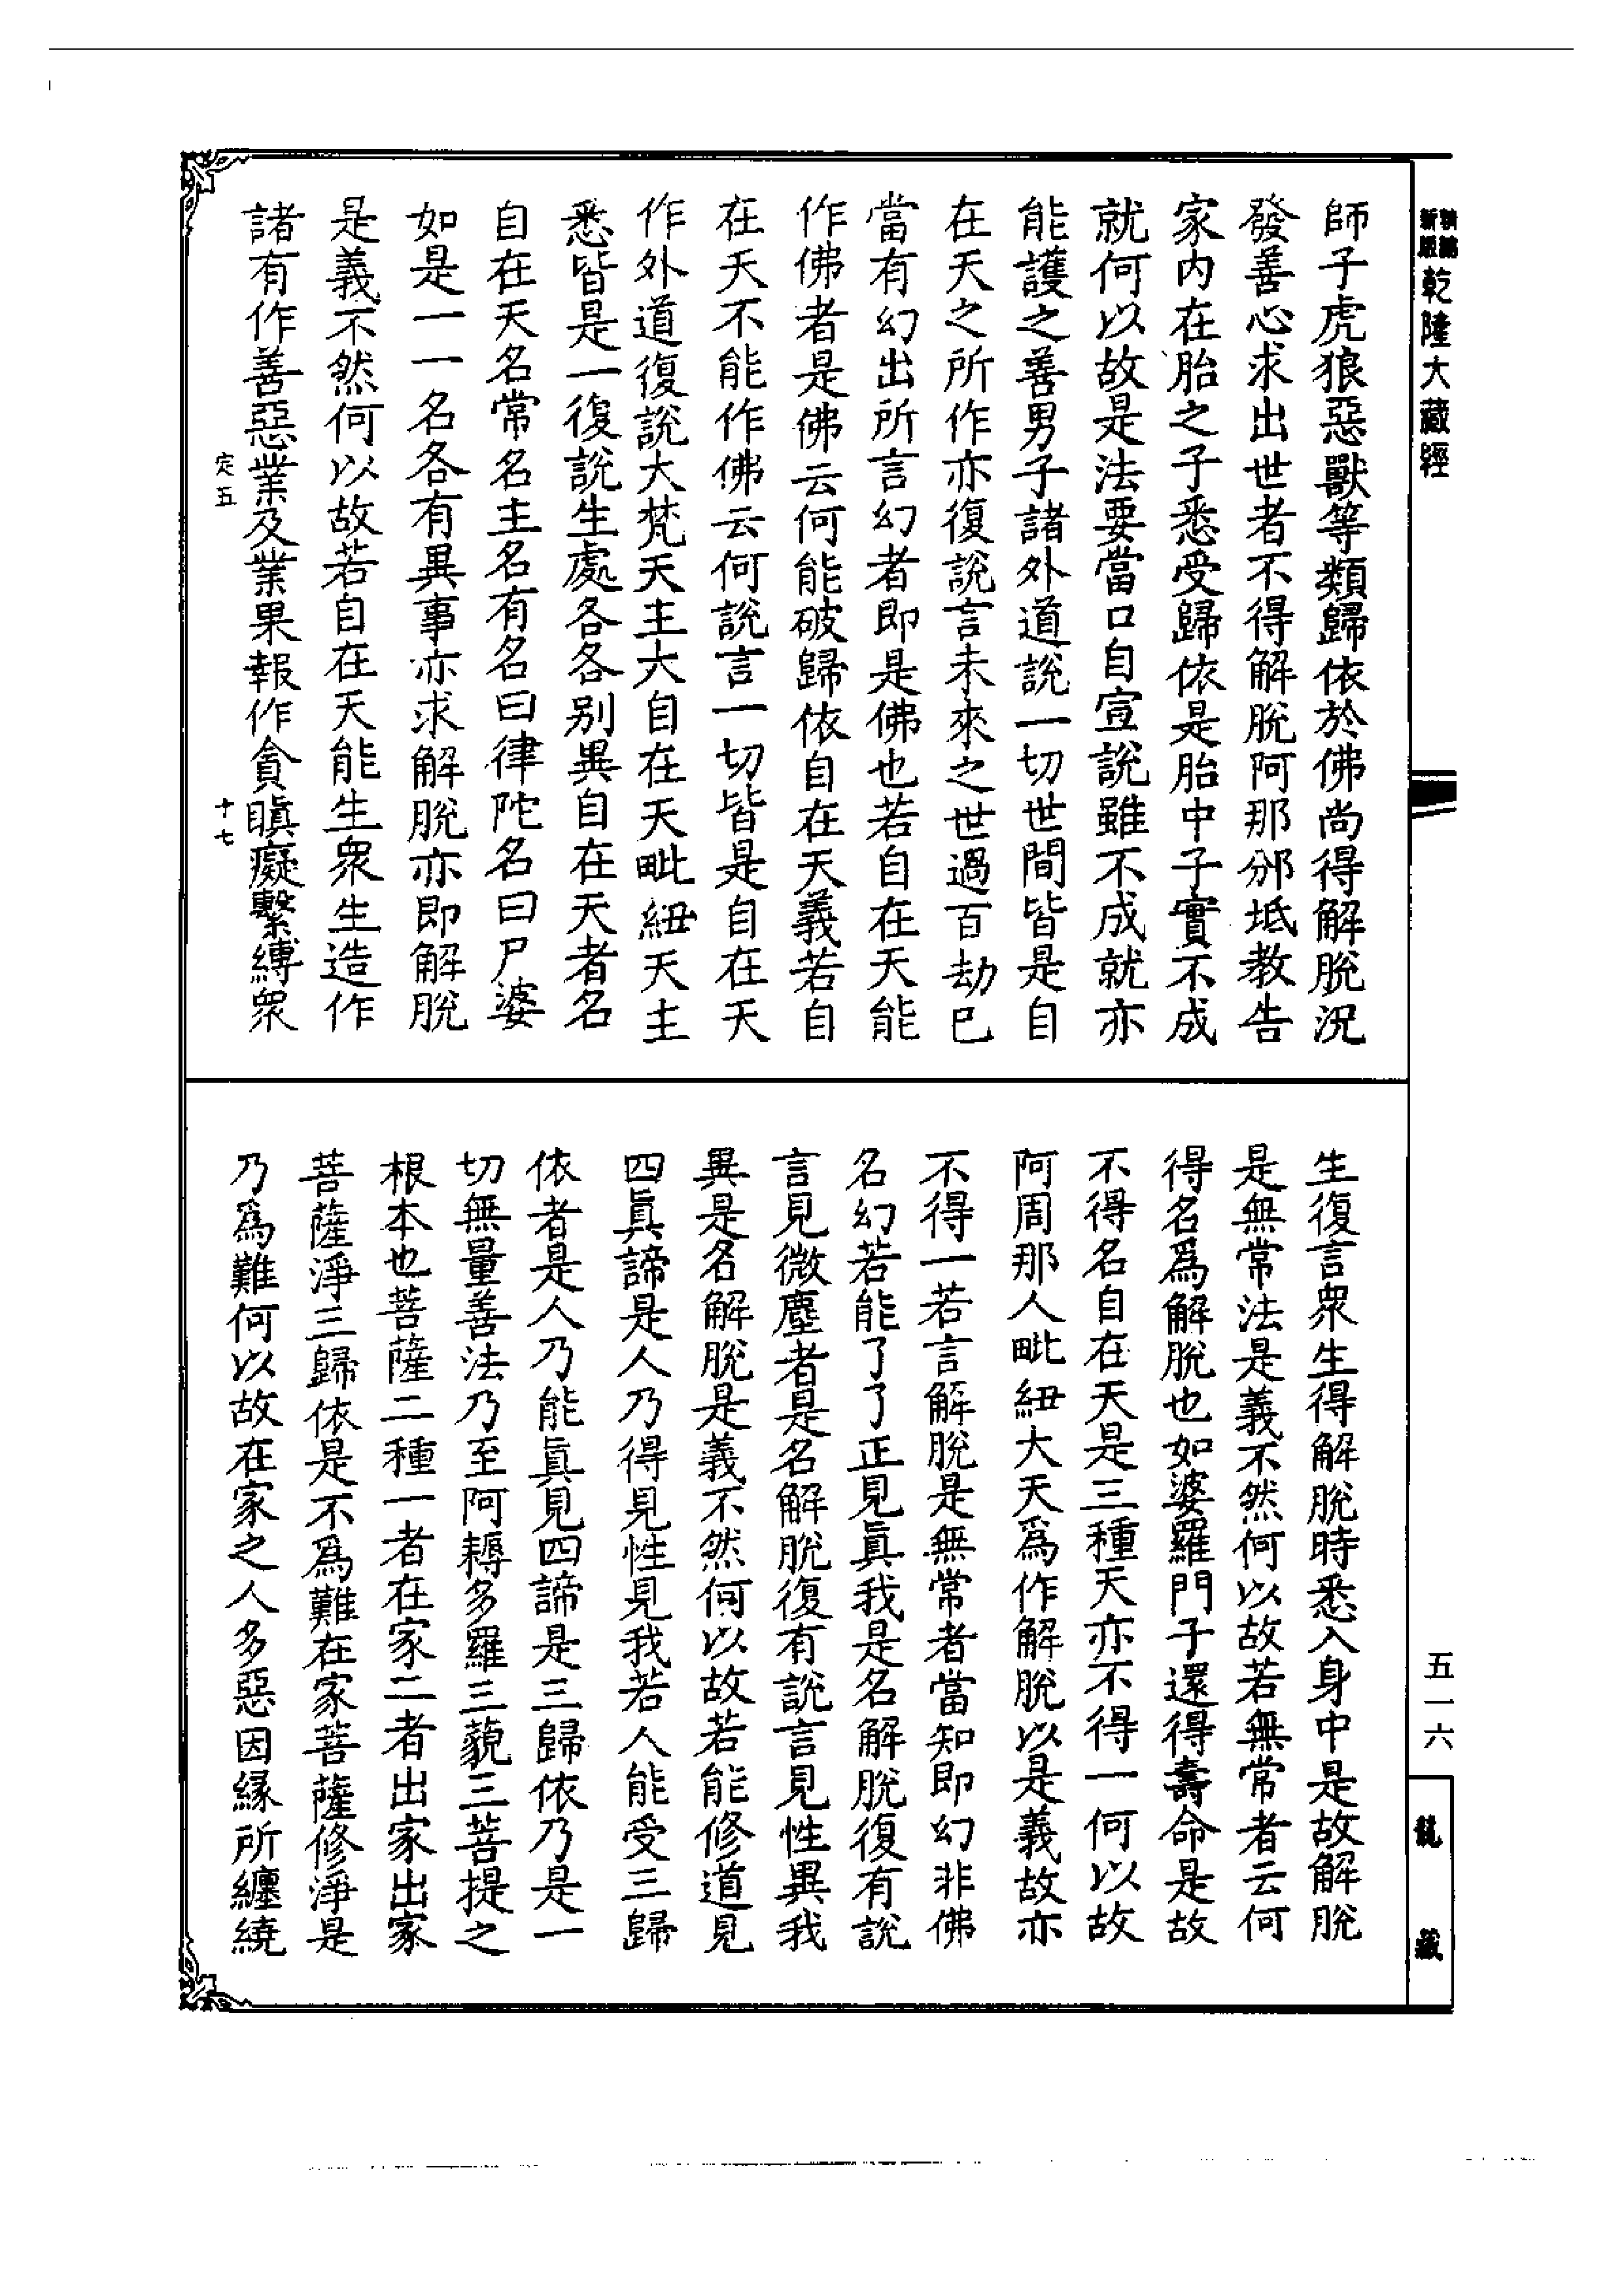 新版精編乾隆大藏經
師子虎狼惡獸等類歸依於佛尚得解脫況
發善心求出世者不得解脫阿那邠坻教告
家內在胎之子悉受歸依是胎中子實不成
就何以故是法要當口自宣說雖不成就亦
能護之善男子諸外道說一切世間皆是自
在天之所作亦復說言未來之世過百劫已
當有幻出所言幻者即是佛也若自在天能
作佛者是佛云何能破歸依自在天義若自
在天不能作佛云何說言一切皆是自在天
作外道復說大梵天主大自在天毗紐天主
悉皆是一復說生處各各別異自在天者名
自在天名常名主名有名曰律陀名曰尸婆
如是一一名各有異事亦求解脫亦即解脫
是義不然何以故若自在天能生眾生造作
諸有作善惡業及業果報作貪瞋癡繫縛眾
定五
十七
生復言眾生得解脫時悉入身中是故解脫
是無常法是義不然何以故若無常者云何
得名為解脫也如婆羅門子還得壽命是故
不得名自在天是三種天亦不得一何以故
阿周那人毗紐大天為作解脫以是義故亦
不得一若言解脫是無常者當知即幻非佛
名幻若能了了正見真我是名解脫復有說
言見微塵者是名解脫復有說言見性異我
異是名解脫是義不然何以故若能修道見
四真諦是人乃得見性見我若人能受三歸
依者是人乃能真見四諦是三歸依乃是一
切無量善法乃至阿耨多羅三藐三菩提之
根本也菩薩二種一者在家二者出家出家
菩薩淨三歸依是不為難在家菩薩修淨是
乃為難何以故在家之人多惡因緣所纏繞
五一六
龍藏